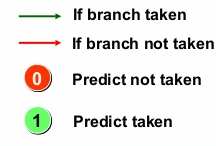 If branch taken
If branch not taken
0 Predict not taken
1 Predict taken